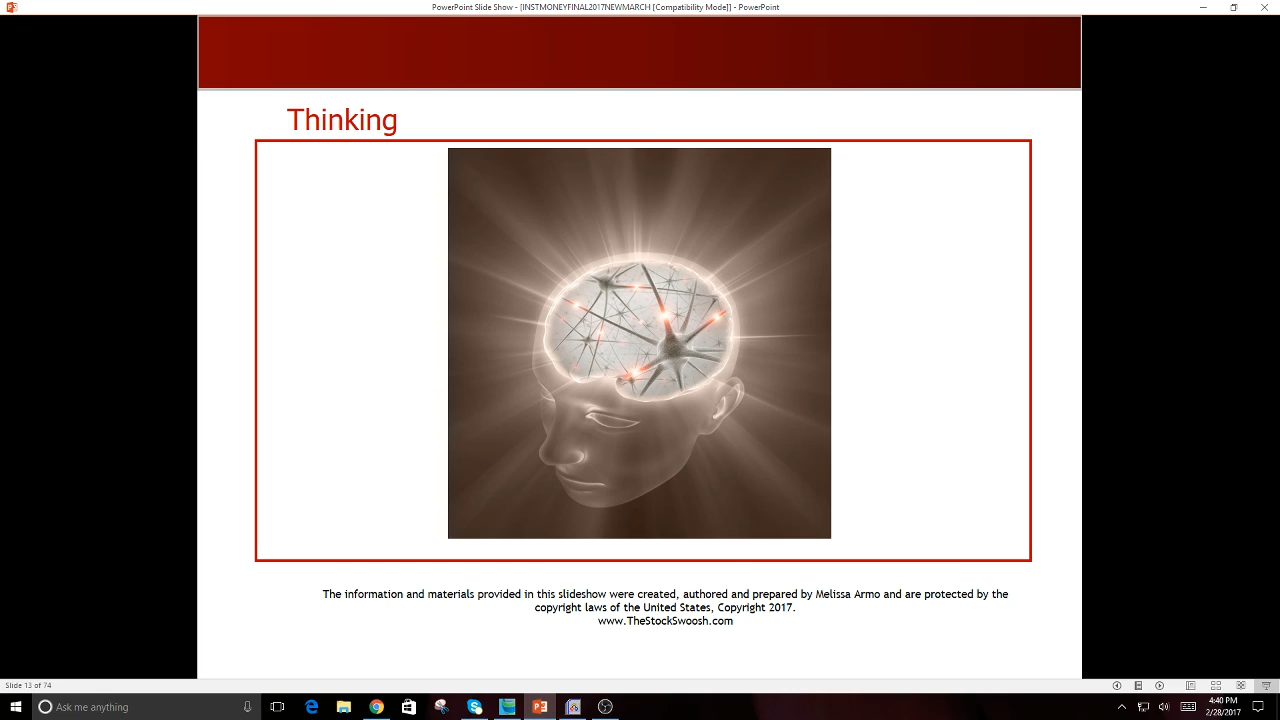 PowerPoint Slide Show - [INSTMONEYFINAL2017NEWMARCH [Compatibility Mode]] - PowerPoint
Thinking
The information and materials provided in this slideshow were created, authored and prepared by Melissa Armo and are protected by the
copyright laws of the United States, Copyright 2017.
www.TheStockSwoosh.com
Slide 13 of 74
Ask me anything
4:40 PM
2/28/2017